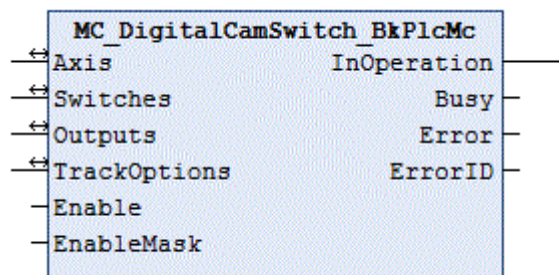 MC_DigitalCamSwitch_BkPlcMc
Axis InOperation
Switches Busy
Outputs Error
TrackOptions ErrorID
Enable
EnableMask